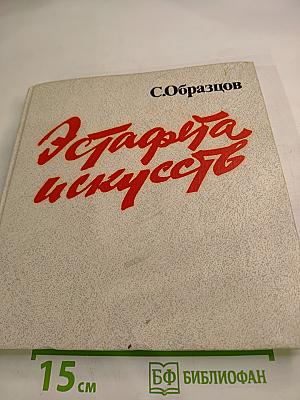 С.Образцов
Эстафета
искусств
15 см
БФ БИБЛИОФАН